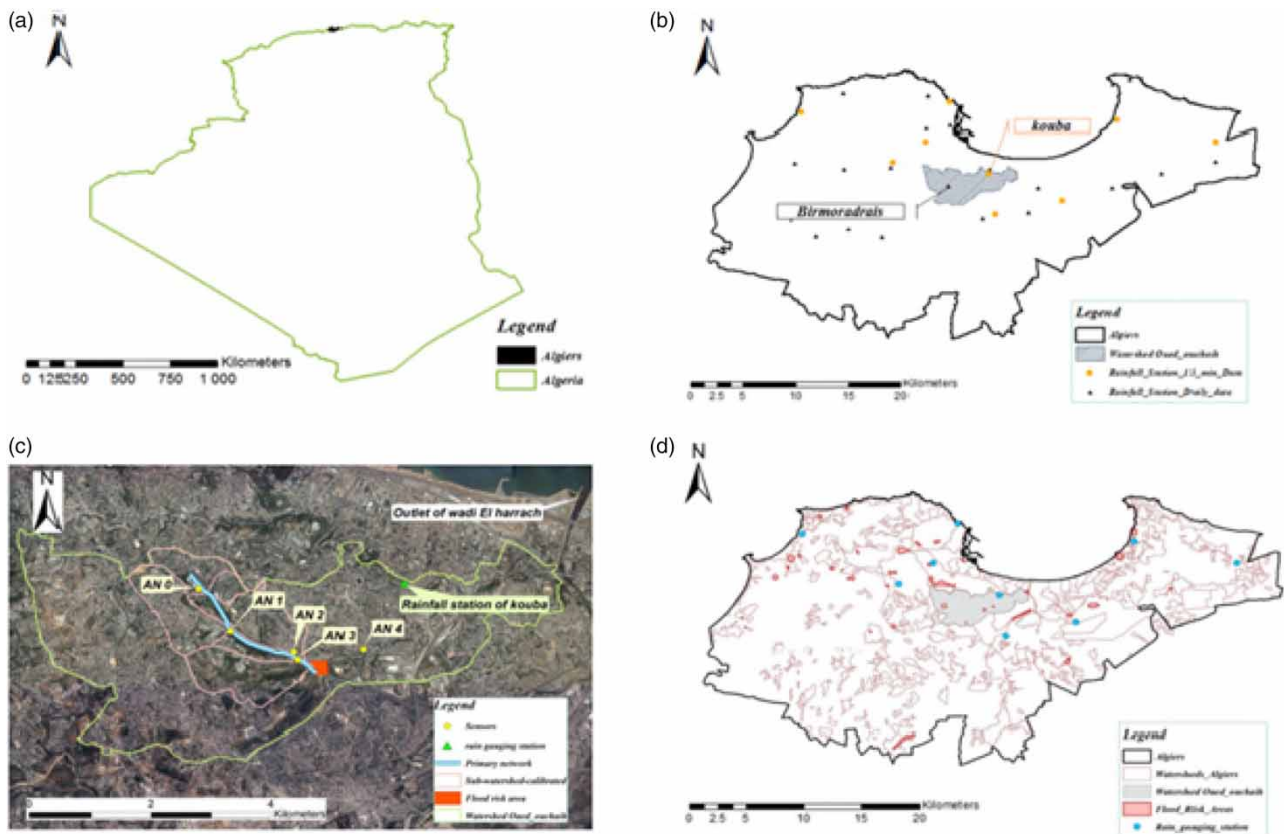 (a)
N
Legend
Algiers
Algeria
Kilometers
0 125250 500 750 1 000
(b)
N
kouba
Birmoradrais
Legend
Algiers
Watershed Oued_ouchaih
Rainfall_Station_15_min_Data
Rainfall_Station_Draily_data
Kilometers
0 2.5 5 10 15 20
(c)
N
Outlet of wadi El harrach
AN 0
AN 1
AN 2
AN 3
AN 4
Rainfall station of kouba
Legend
Sensors
rain gauging station
Primary network
Sub-watershed-calibrated
Flood risk area
Watershed Oued_ouchaih
0 2 4
Kilometers
(d)
N
Legend
Algiers
Watersheds_Algiers
Watershed Oued_ouchaih
Flood_Risk_Areas
Rain_gauging_station
Kilometers
0 2.5 5 10 15 20